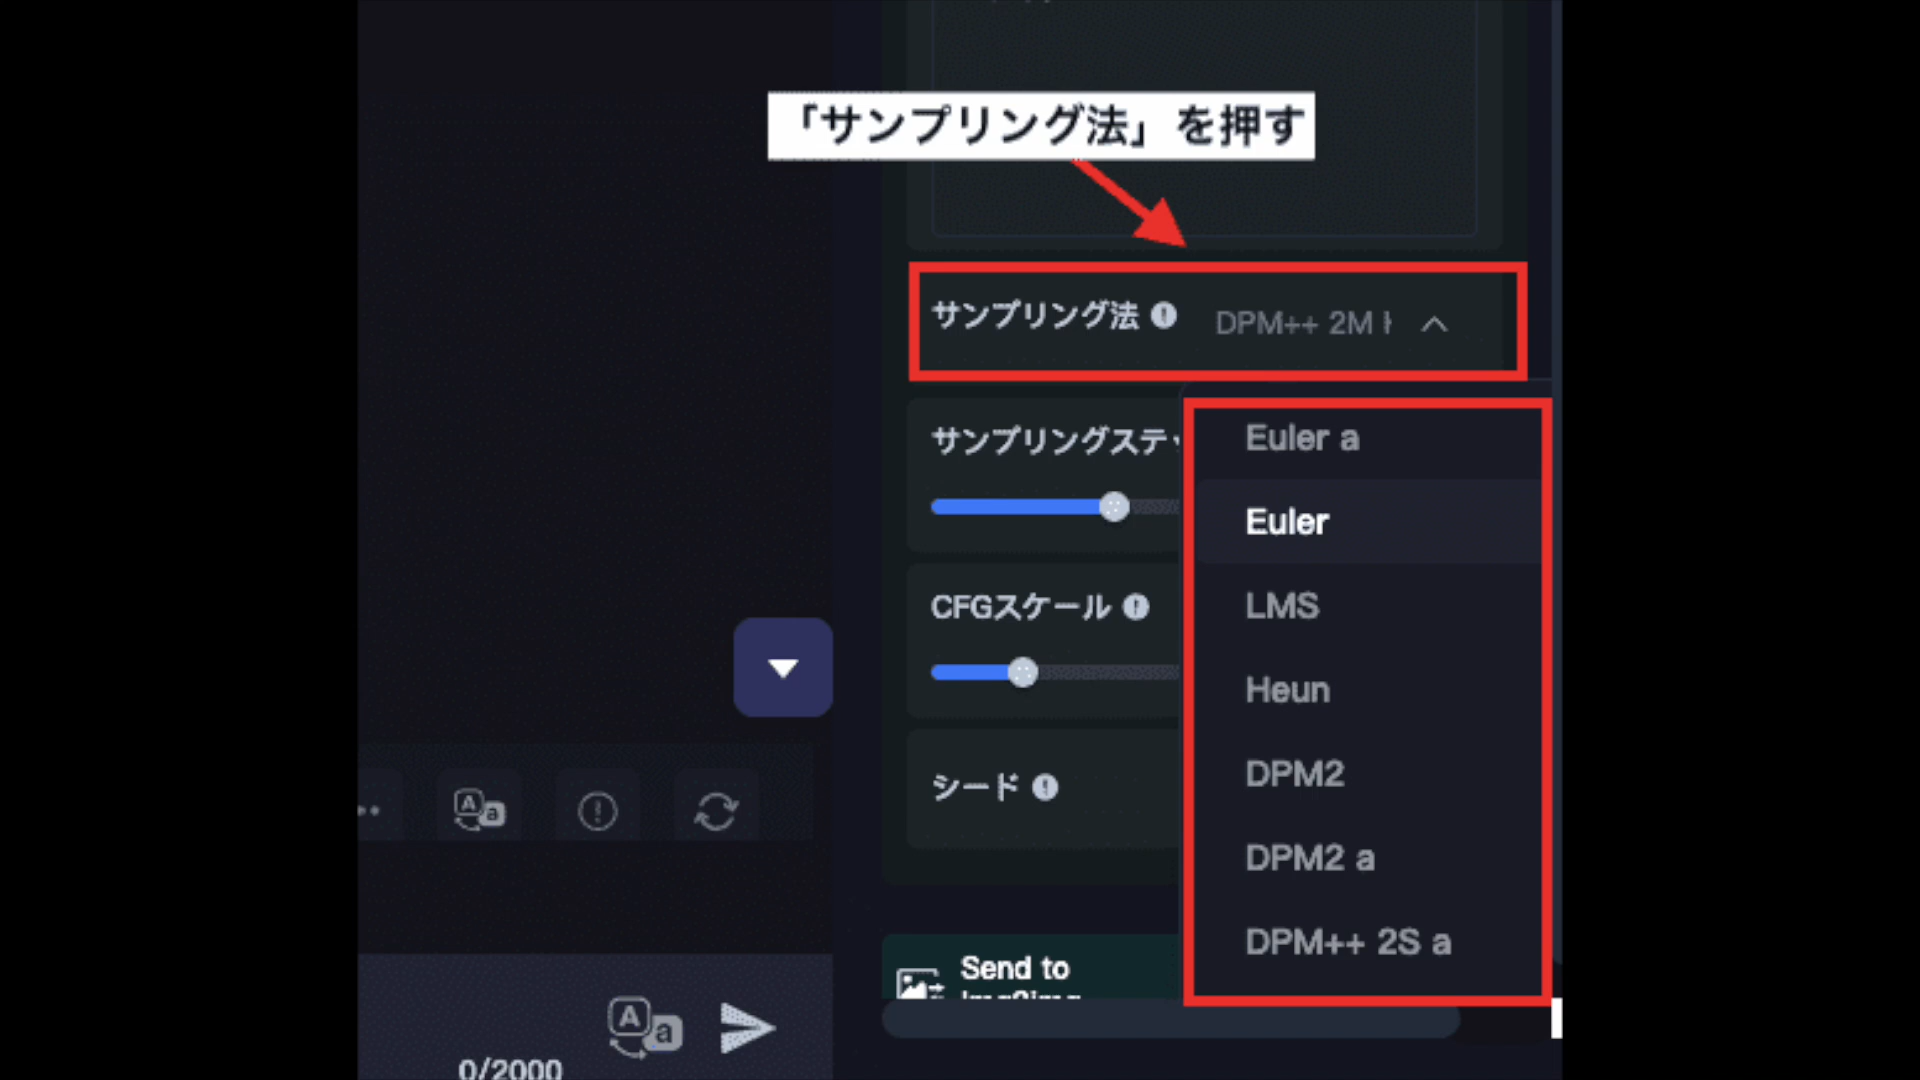 「サンプリング法」を押す
サンプリング法
DPM++ 2M
サンプリングステ
Euler a
Euler
LMS
Heun
DPM2
DPM2 a
DPM++ 2S a
CFGスケール
シード
Send to
0/2000